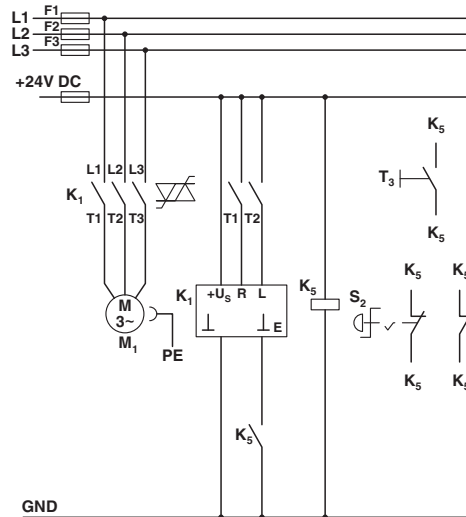 L1 F1
L2 F2
L3 F3
+24V DC
K5
L1 L2 L3
K1
T3
T1 T2 T3
T1 T2
K5
K1 +US R L
K5
S2
K5 K5
M
3~
M1
E
PE
K5 K5
K5
GND